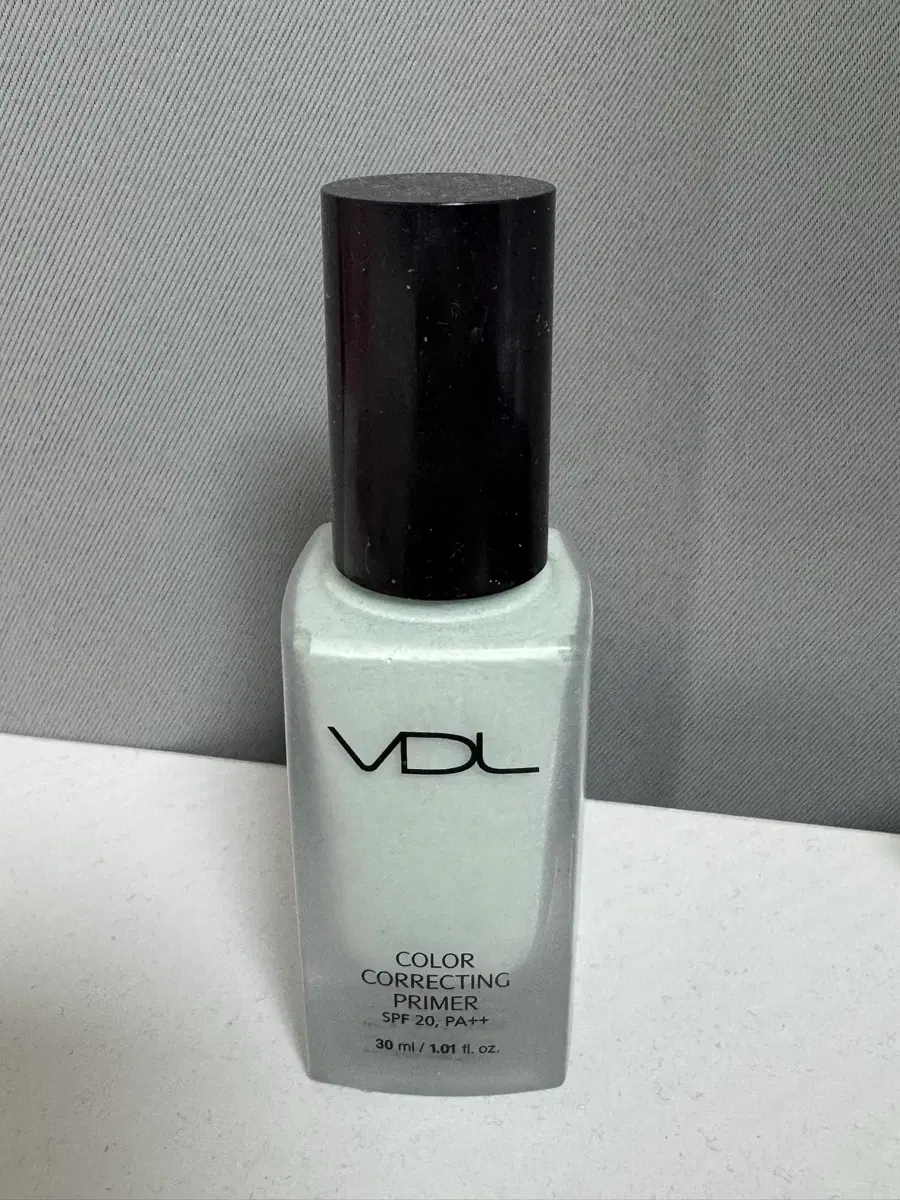 VDL
COLOR
CORRECTING
PRIMER
SPF 20, PA++
30 ml / 1.01 fl. oz.